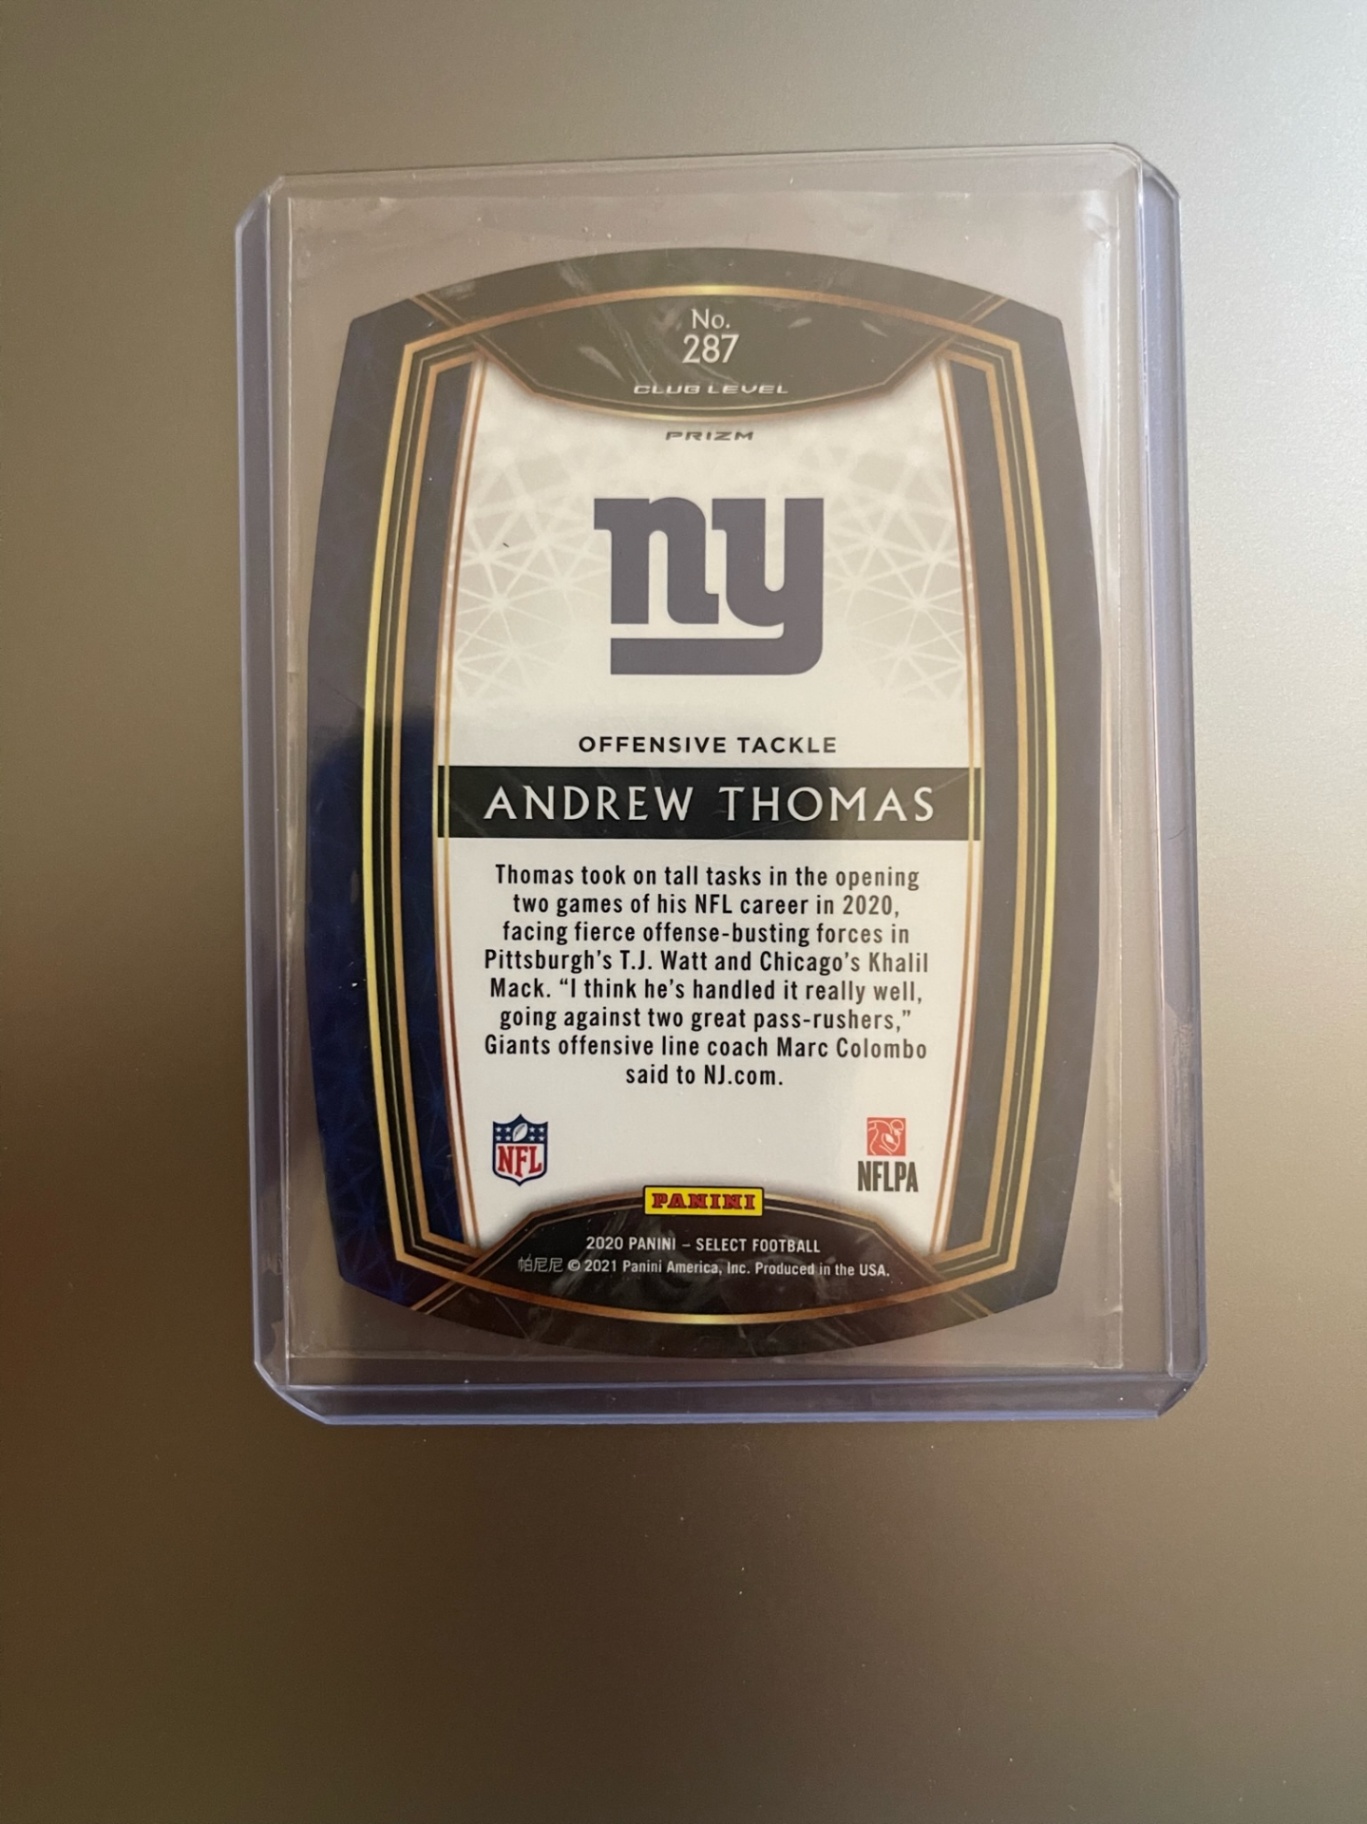 No.
287
CLUB LEVEL
PRIZM
ny
OFFENSIVE TACKLE
ANDREW THOMAS
Thomas took on tall tasks in the opening
two games of his NFL career in 2020,
facing fierce offense-busting forces in
Pittsburgh's T.J. Watt and Chicago's Khalil
Mack. “I think he's handled it really well,
going against two great pass-rushers,”
Giants offensive line coach Marc Colombo
said to NJ.com.
NFL
NFLPA
PANINI
2020 PANINI – SELECT FOOTBALL
帕尼尼 © 2021 Panini America, Inc. Produced in the USA.